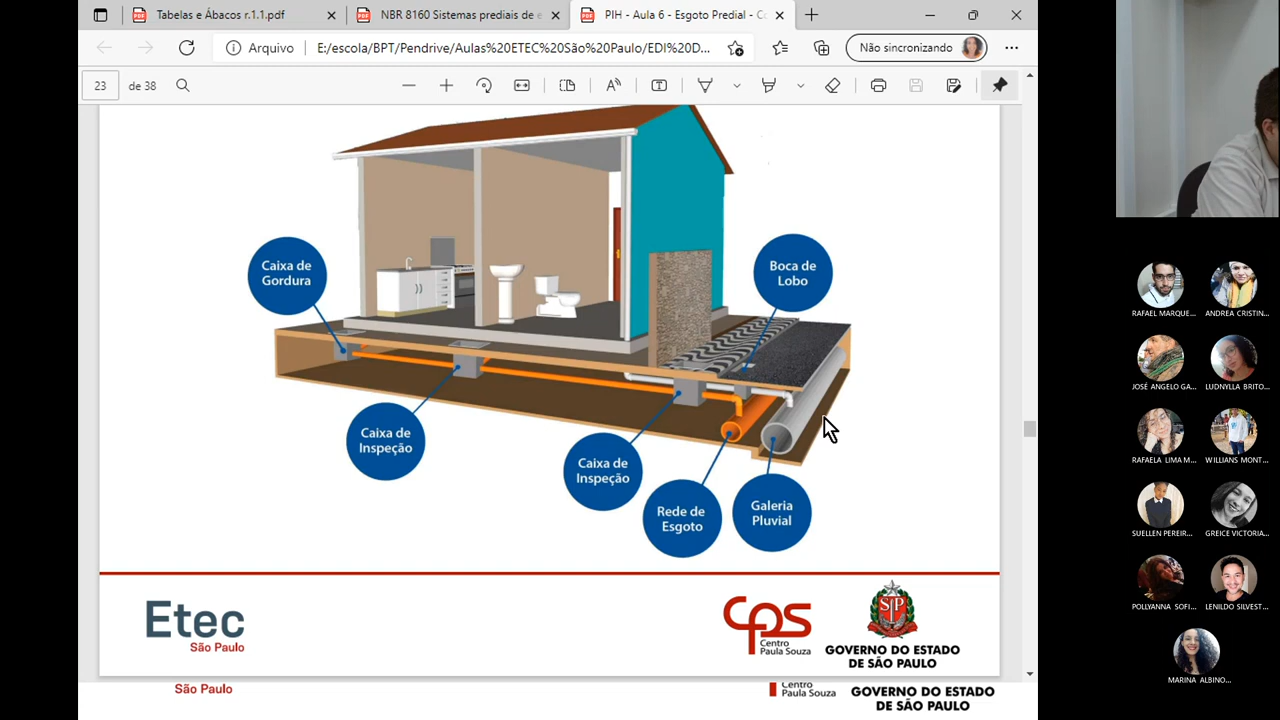 Tabelas e Ábacos r.1.1.pdf
NBR 8160 Sistemas prediais de e
PIH - Aula 6 - Esgoto Predial - Co
Arquivo
E:/escola/BPT/Pendrive/Aulas%20ETEC%20São%20Paulo/EDI%20D...
Não sincronizando
23
de 38
Caixa de
Gordura
Boca de
Lobo
Caixa de
Inspeção
Caixa de
Inspeção
Rede de
Esgoto
Galeria
Pluvial
Etec
São Paulo
cps
Centro
Paula Souza
SP
GOVERNO DO ESTADO
DE SÃO PAULO
São Paulo
Centro
Paula Souza
GOVERNO DO ESTADO
DE SÃO PAULO
RAFAEL MARQUE...
ANDREA CRISTIN...
JOSÉ ANGELO GA...
LUDNYLLA BRITO...
RAFAELA LIMA M...
WILLIANS MONT...
SUELLEN PEREIR...
GREICE VICTORIA...
POLLYANNA SOFI...
LENILDO SILVEST...
MARINA ALBINO...